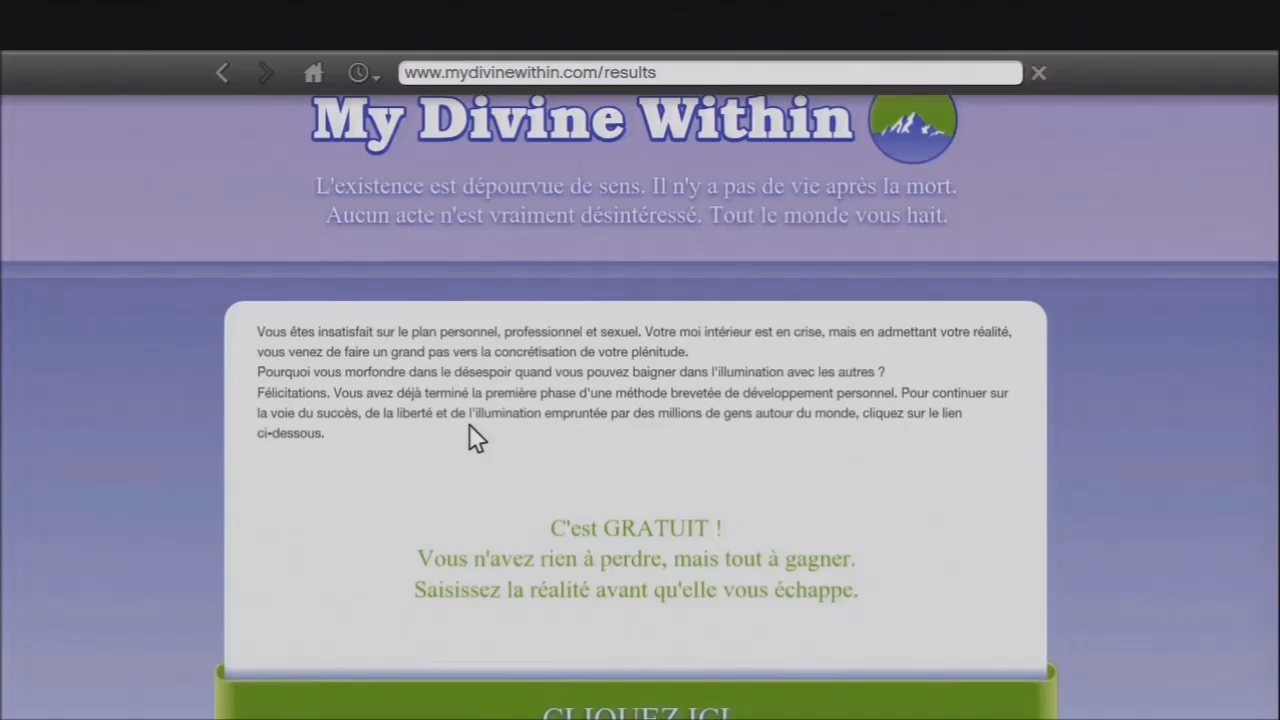 www.mydivinewithin.com/results
My Divine Within
L'existence est dépourvue de sens. Il n'y a pas de vie après la mort.
Aucun acte n'est vraiment désintéressé. Tout le monde vous hait.
Vous êtes insatisfait sur le plan personnel, professionnel et sexuel. Votre moi intérieur est en crise, mais en admettant votre réalité,
vous venez de faire un grand pas vers la concrétisation de votre plénitude.
Pourquoi vous morfondre dans le désespoir quand vous pouvez baigner dans l'illumination avec les autres ?
Félicitations. Vous avez déjà terminé la première phase d'une méthode brevetée de développement personnel. Pour continuer sur
la voie du succès, de la liberté et de l'illumination empruntée par des millions de gens autour du monde, cliquez sur le lien
ci-dessous.
C'est GRATUIT !
Vous n'avez rien à perdre, mais tout à gagner.
Saisissez la réalité avant qu'elle vous échappe.
CLIQUEZ ICI